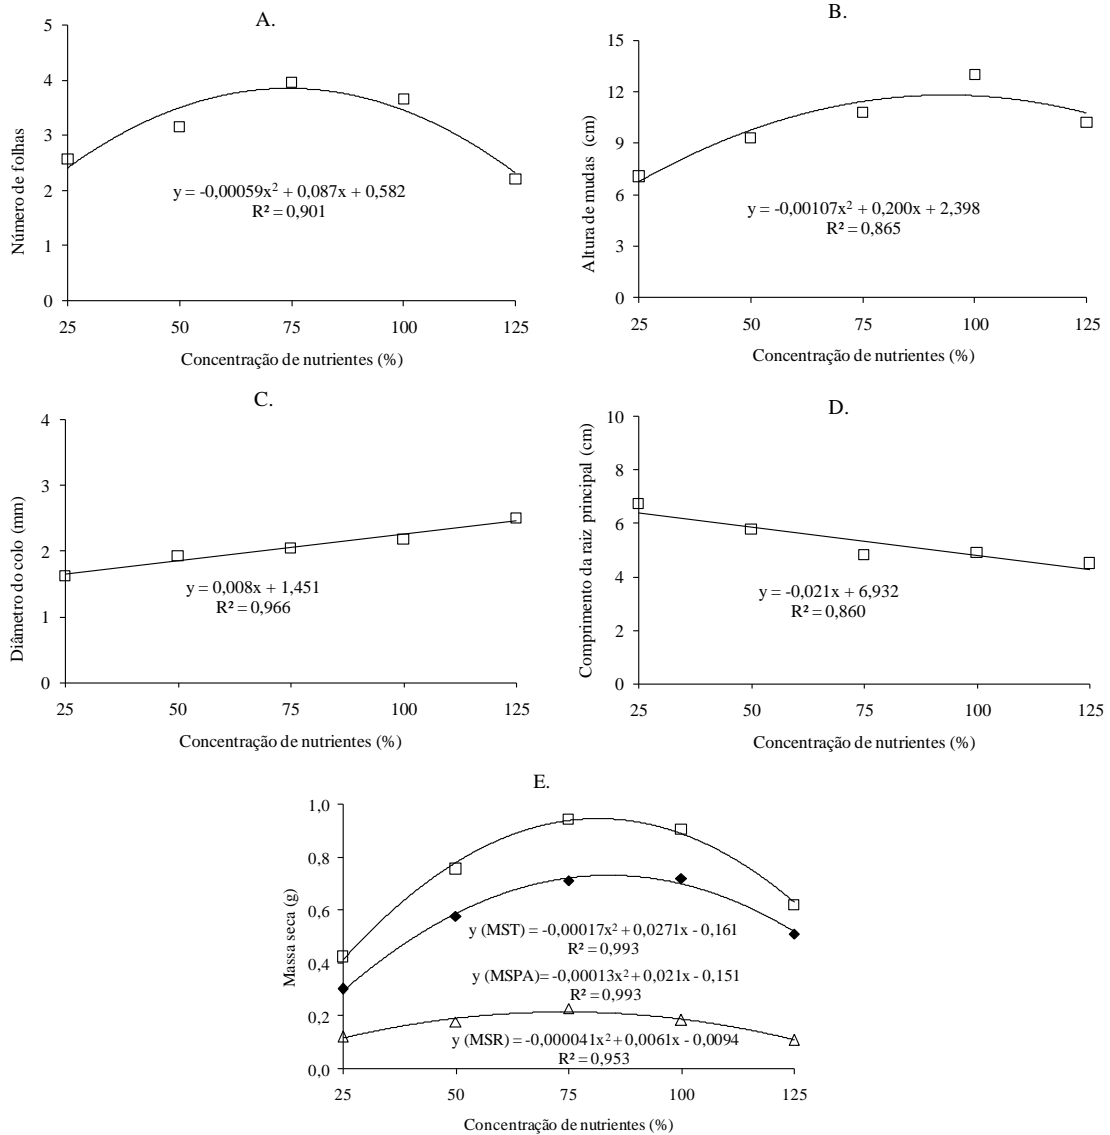 A.
5
4
3
2
1
0
Número de folhas
y = -0,00059x² + 0,087x + 0,582
R² = 0,901
25 50 75 100 125
Concentração de nutrientes (%)
B.
15
12
9
6
3
0
Altura de mudas (cm)
y = -0,00107x² + 0,200x + 2,398
R² = 0,865
25 50 75 100 125
Concentração de nutrientes (%)
C.
4
3
2
1
0
Diâmetro do colo (mm)
y = 0,008x + 1,451
R² = 0,966
25 50 75 100 125
Concentração de nutrientes (%)
D.
10
8
6
4
2
0
Comprimento da raiz principal (cm)
y = -0,021x + 6,932
R² = 0,860
25 50 75 100 125
Concentração de nutrientes (%)
E.
1,0
0,8
0,6
0,4
0,2
0,0
Massa seca (g)
y (MST) = -0,00017x² + 0,0271x - 0,161
R² = 0,993
y (MSPA)= -0,00013x² + 0,021x - 0,151
R² = 0,993
y (MSR) = -0,000041x² + 0,0061x - 0,0094
R² = 0,953
25 50 75 100 125
Concentração de nutrientes (%)